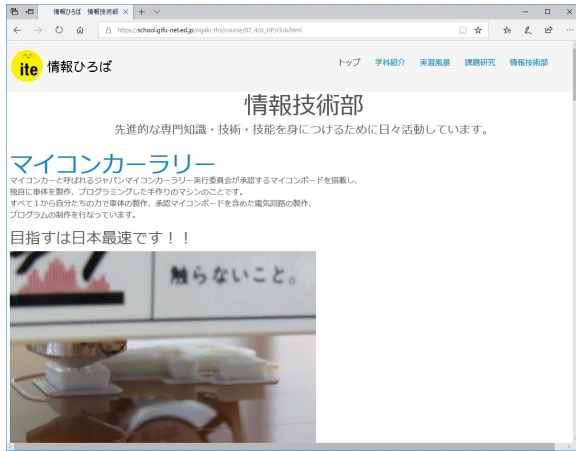 情報ひろば 情報技術部
https://school.gifu-net.ed.jp/ogaki-ths/course/07_it/it_HP/club.html
ite 情報ひろば
トップ 学科紹介 実習風景 課題研究 情報技術部
情報技術部
先進的な専門知識・技術・技能を身につけるために日々活動しています。
マイコンカーラリー
マイコンカーと呼ばれるジャパンマイコンカーラリー実行委員会が承認するマイコンボードを搭載し、
独自に車体を製作、プログラミングした手作りのマシンのことです。
すべて１から自分たちの力で車体の製作、承認マイコンボードを含めた電気回路の製作、
プログラムの制作を行なっています。
目指すは日本最速です！！
触らないこと。